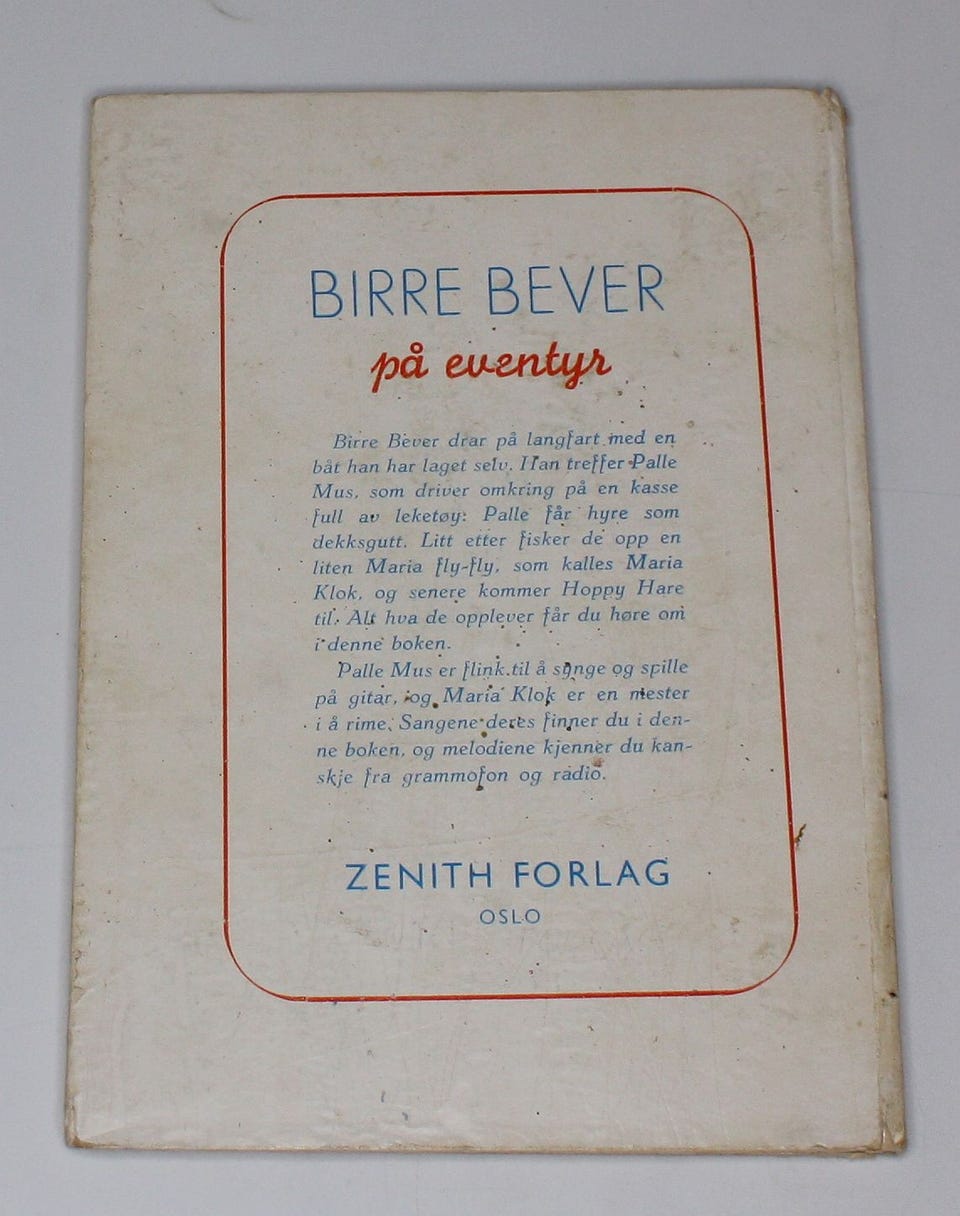 BIRRE BEVER
på eventyr
Birre Bever drar på langfart med en
båt han har laget selv. Han treffer Palle
Mus, som driver omkring på en kasse
full av leketøy: Palle får hyre som
dekksgutt. Litt etter fisker de opp en
liten Maria fly-fly, som kalles Maria
Klok, og senere kommer Hoppy Hare
til. Alt hva de opplever får du høre om
i denne boken.
Palle Mus er flink til å synge og spille
på gitar, og Maria Klok er en mester
i å rime. Sangene deres finner du i den-
ne boken, og melodiene kjenner du kan-
skje fra grammofon og radio.
ZENITH FORLAG
OSLO